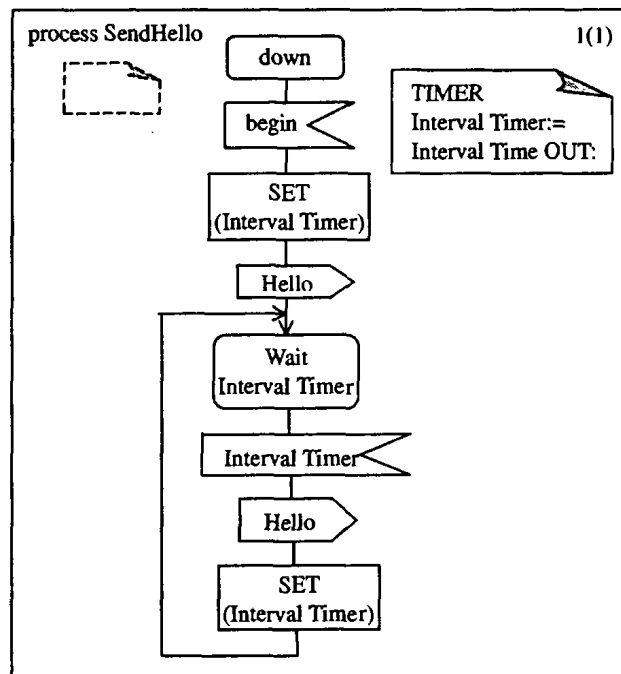 process SendHello
1(1)
down
TIMER
Interval Timer:=
Interval Time OUT:
begin
SET
(Interval Timer)
Hello
Wait
Interval Timer
Interval Timer
Hello
SET
(Interval Timer)